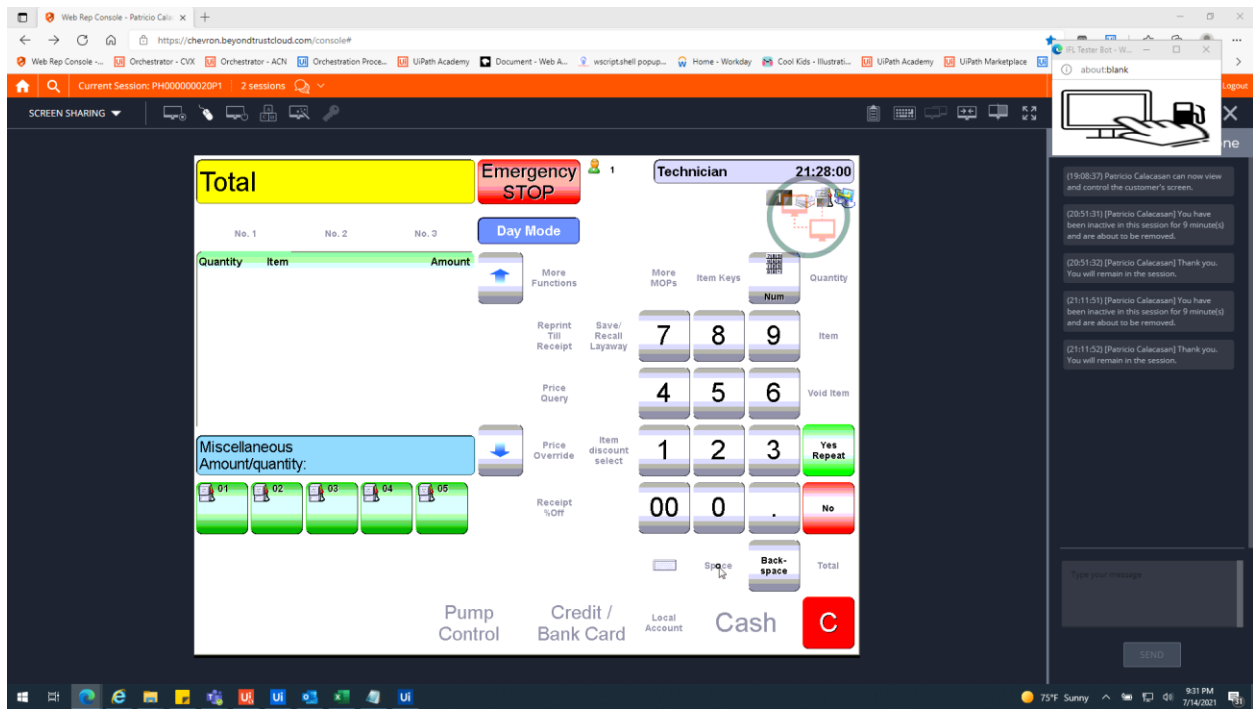 Web Rep Console - Patricio Cala
https://chevron.beyondtrustcloud.com/console#
Web Rep Console -...
Orchestrator - CVX
Orchestrator - ACN
Orchestration Proce...
UiPath Academy
Document - Web A...
wscript.shell popup...
Home - Workday
Cool Kids - Illustrati...
UiPath Academy
UiPath Marketplace
IFL Tester Bot - W...
about:blank
Current Session: PH000000020P1
2 sessions
Logout
SCREEN SHARING
Total
Emergency
STOP
1
Technician
21:28:00
No. 1
No. 2
No. 3
Day Mode
Quantity
Item
Amount
More
Functions
More
MOPs
Item Keys
Num
Quantity
Reprint
Till
Receipt
Save/
Recall
Layaway
7
8
9
Item
Price
Query
4
5
6
Void Item
Miscellaneous
Amount/quantity:
Price
Override
Item
discount
select
1
2
3
Yes
Repeat
01
02
03
04
05
Receipt
%Off
00
0
.
No
Space
Back-
space
Total
Pump
Control
Credit /
Bank Card
Local
Account
Cash
C
(19:08:37) Patricio Calacasan can now view
and control the customer's screen.
(20:51:31) [Patricio Calacasan] You have
been inactive in this session for 9 minute(s)
and are about to be removed.
(20:51:32) [Patricio Calacasan] Thank you.
You will remain in the session.
(21:11:51) [Patricio Calacasan] You have
been inactive in this session for 9 minute(s)
and are about to be removed.
(21:11:52) [Patricio Calacasan] Thank you.
You will remain in the session.
Type your message
SEND
75°F Sunny
9:31 PM
7/14/2021